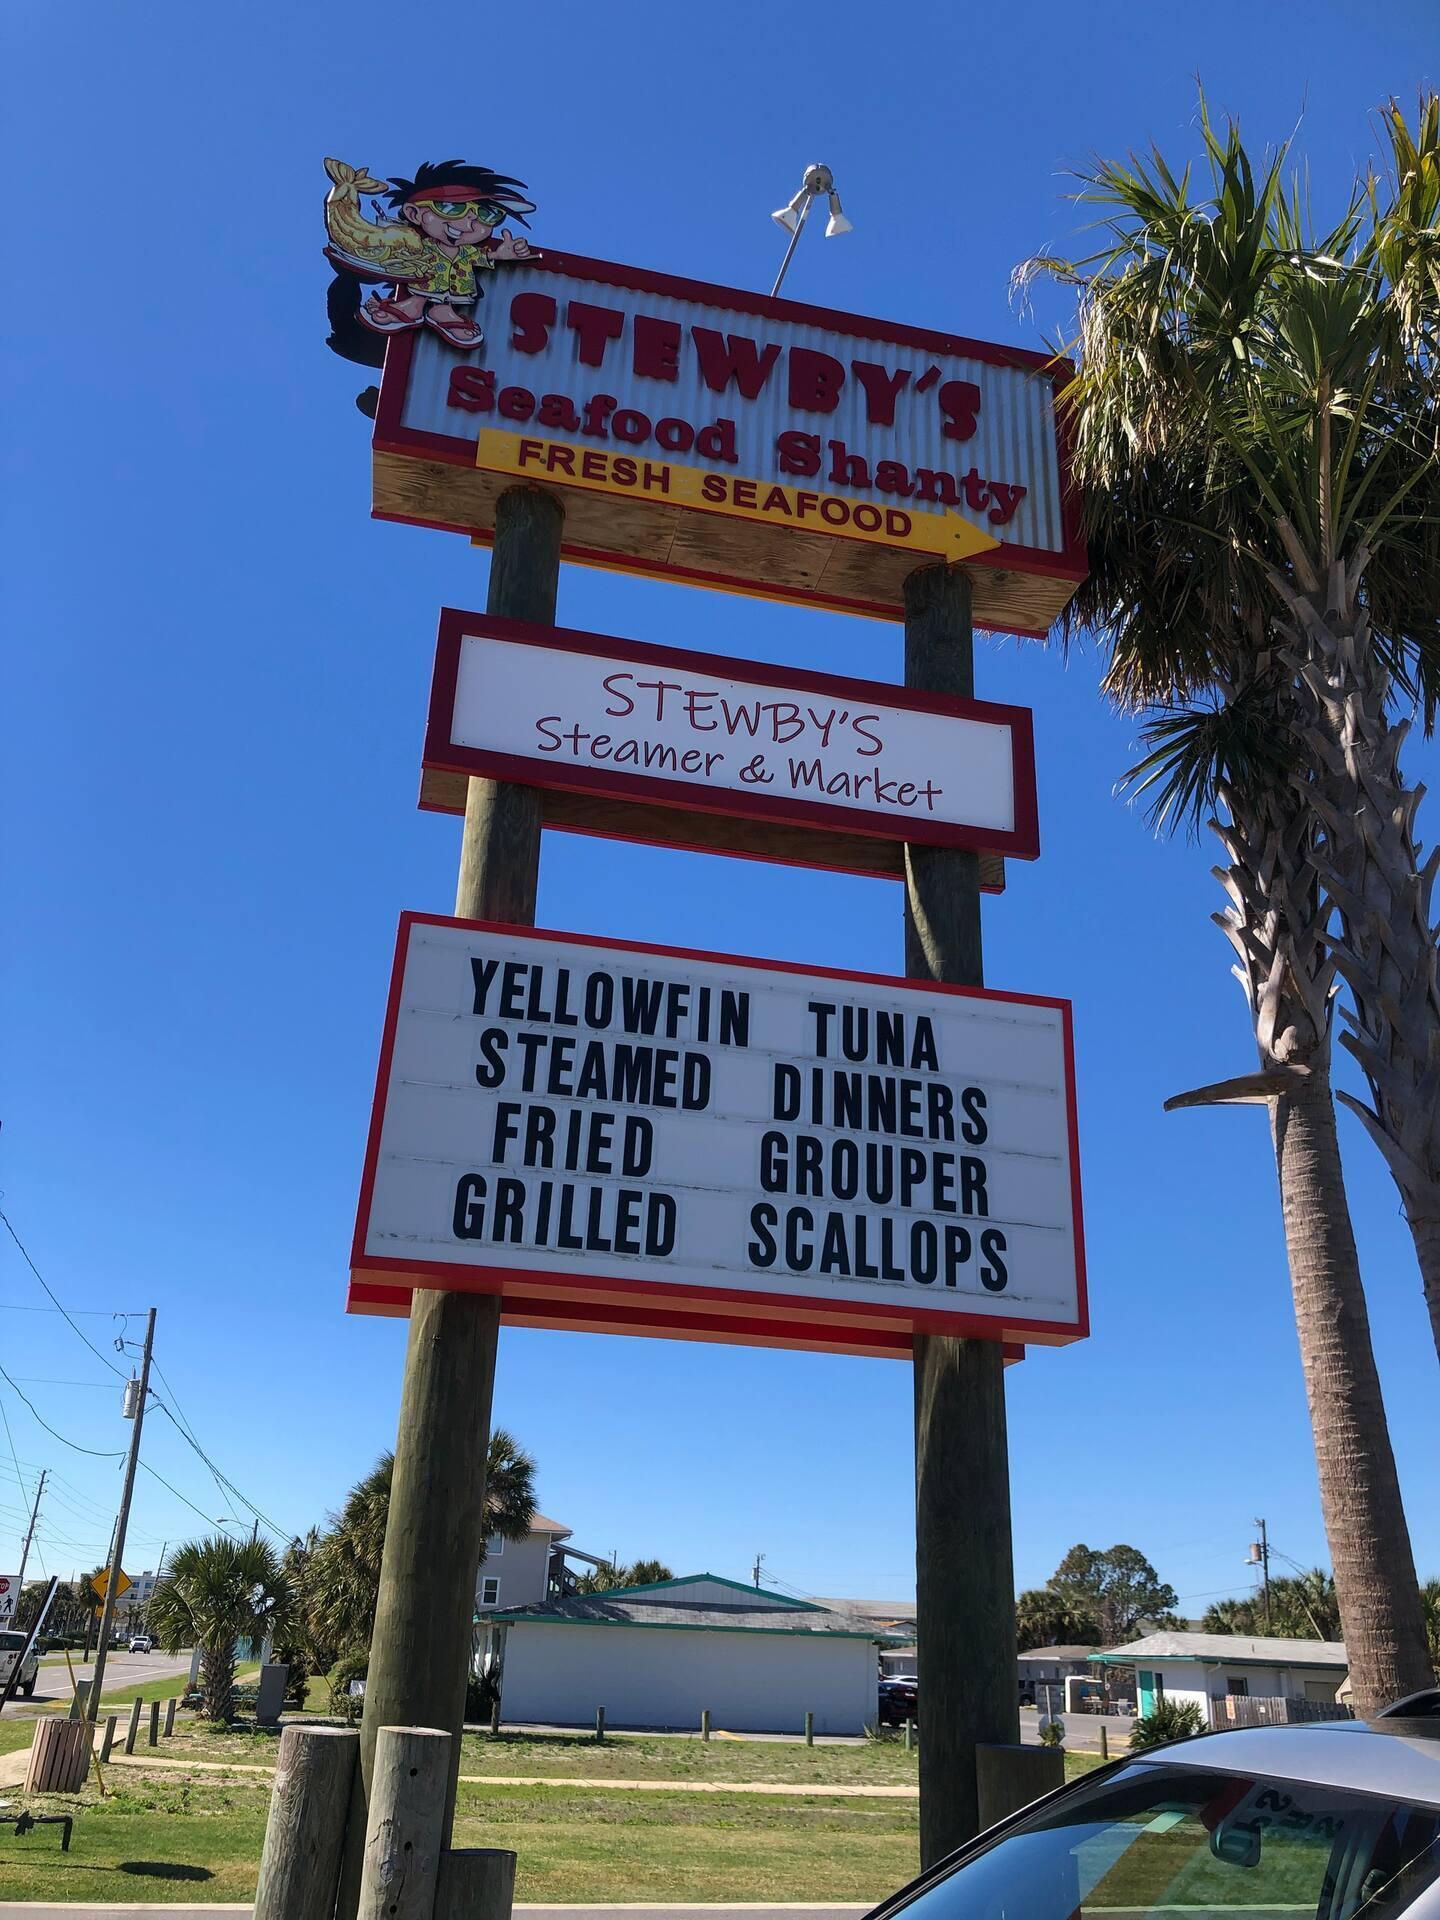 STEWBY'S
Seafood Shanty
FRESH SEAFOOD
STEWBY'S
Steamer & Market
YELLOWFIN TUNA
STEAMED DINNERS
FRIED GROUPER
GRILLED SCALLOPS